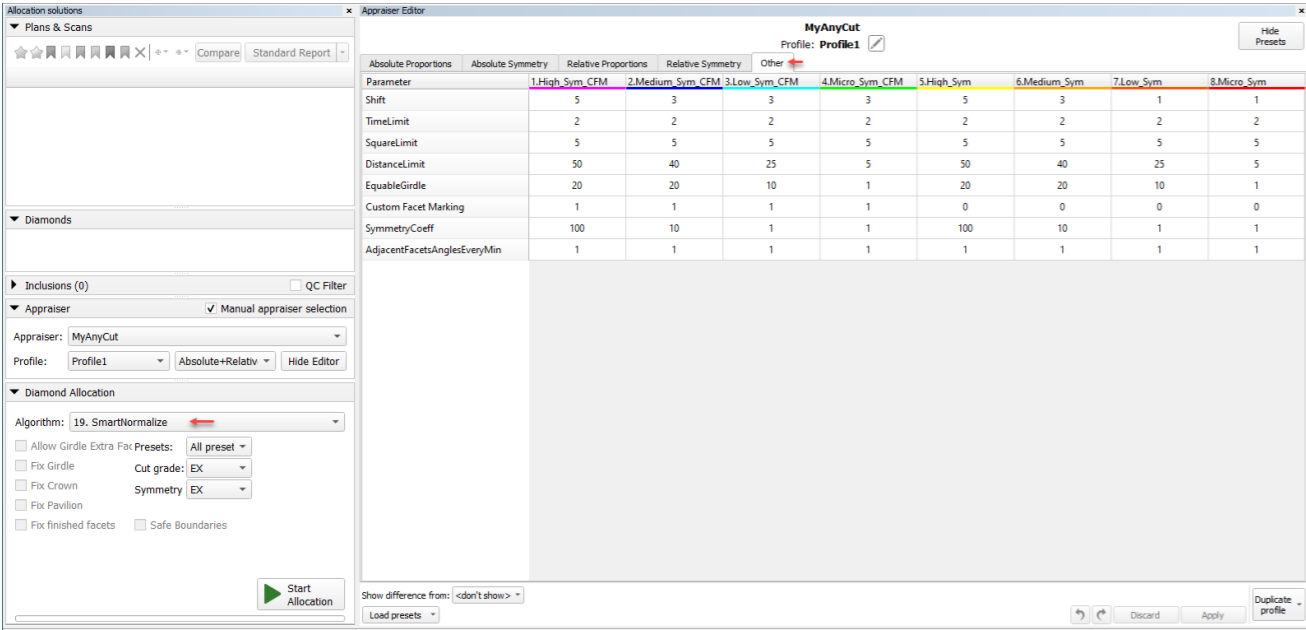 Allocation solutions
Plans & Scans
Compare Standard Report
Diamonds
Inclusions (0) QC Filter
Appraiser Manual appraiser selection
Appraiser: MyAnyCut
Profile: Profile1 Absolute+Relativ Hide Editor
Diamond Allocation
Algorithm: 19. SmartNormalize
Allow Girdle Extra Fac Presets: All preset
Fix Girdle Cut grade: EX
Fix Crown Symmetry EX
Fix Pavilion
Fix finished facets Safe Boundaries
Start
Allocation
Appraiser Editor
MyAnyCut
Profile: Profile1
Hide
Presets
Absolute Proportions Absolute Symmetry Relative Proportions Relative Symmetry Other
Parameter 1.High_Sym_CFM 2.Medium_Sym_CFM 3.Low_Sym_CFM 4.Micro_Sym_CFM 5.High_Sym 6.Medium_Sym 7.Low_Sym 8.Micro_Sym
Shift 5 3 3 3 5 3 1 1
TimeLimit 2 2 2 2 2 2 2 2
SquareLimit 5 5 5 5 5 5 5 5
DistanceLimit 50 40 25 5 50 40 25 5
EquableGirdle 20 20 10 1 20 20 10 1
Custom Facet Marking 1 1 1 1 0 0 0 0
SymmetryCoeff 100 10 1 1 100 10 1 1
AdjacentFacetsAnglesEveryMin 1 1 1 1 1 1 1 1
Show difference from: <don't show>
Load presets
Discard Apply
Duplicate
profile